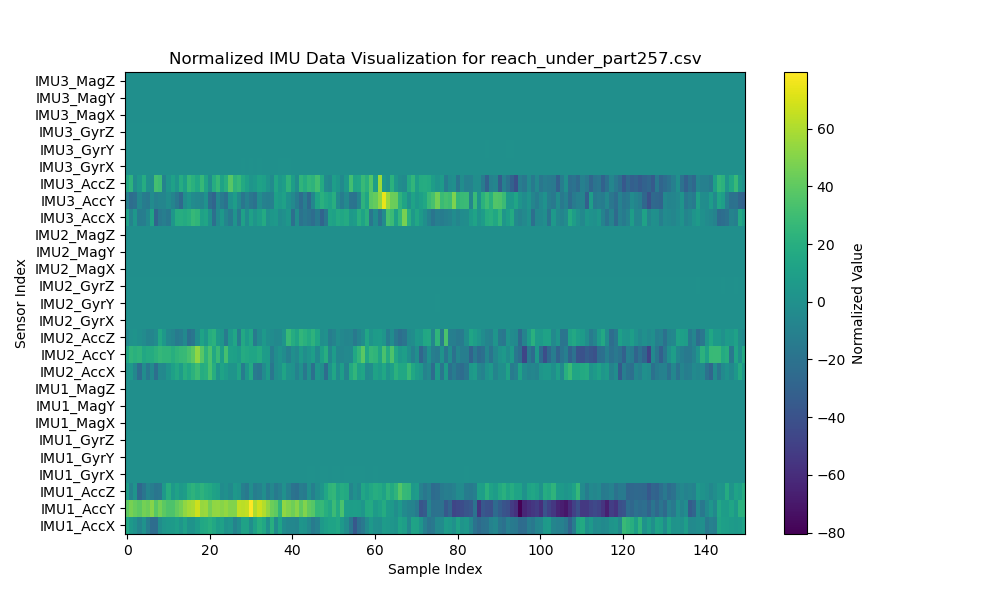 Normalized IMU Data Visualization for reach_under_part257.csv
IMU3_MagZ
IMU3_MagY
IMU3_MagX
IMU3_GyrZ
IMU3_GyrY
IMU3_GyrX
IMU3_AccZ
IMU3_AccY
IMU3_AccX
IMU2_MagZ
IMU2_MagY
IMU2_MagX
IMU2_GyrZ
IMU2_GyrY
IMU2_GyrX
IMU2_AccZ
IMU2_AccY
IMU2_AccX
IMU1_MagZ
IMU1_MagY
IMU1_MagX
IMU1_GyrZ
IMU1_GyrY
IMU1_GyrX
IMU1_AccZ
IMU1_AccY
IMU1_AccX
Sensor Index
0 20 40 60 80 100 120 140
Sample Index
60
40
20
0
−20
−40
−60
−80
Normalized Value